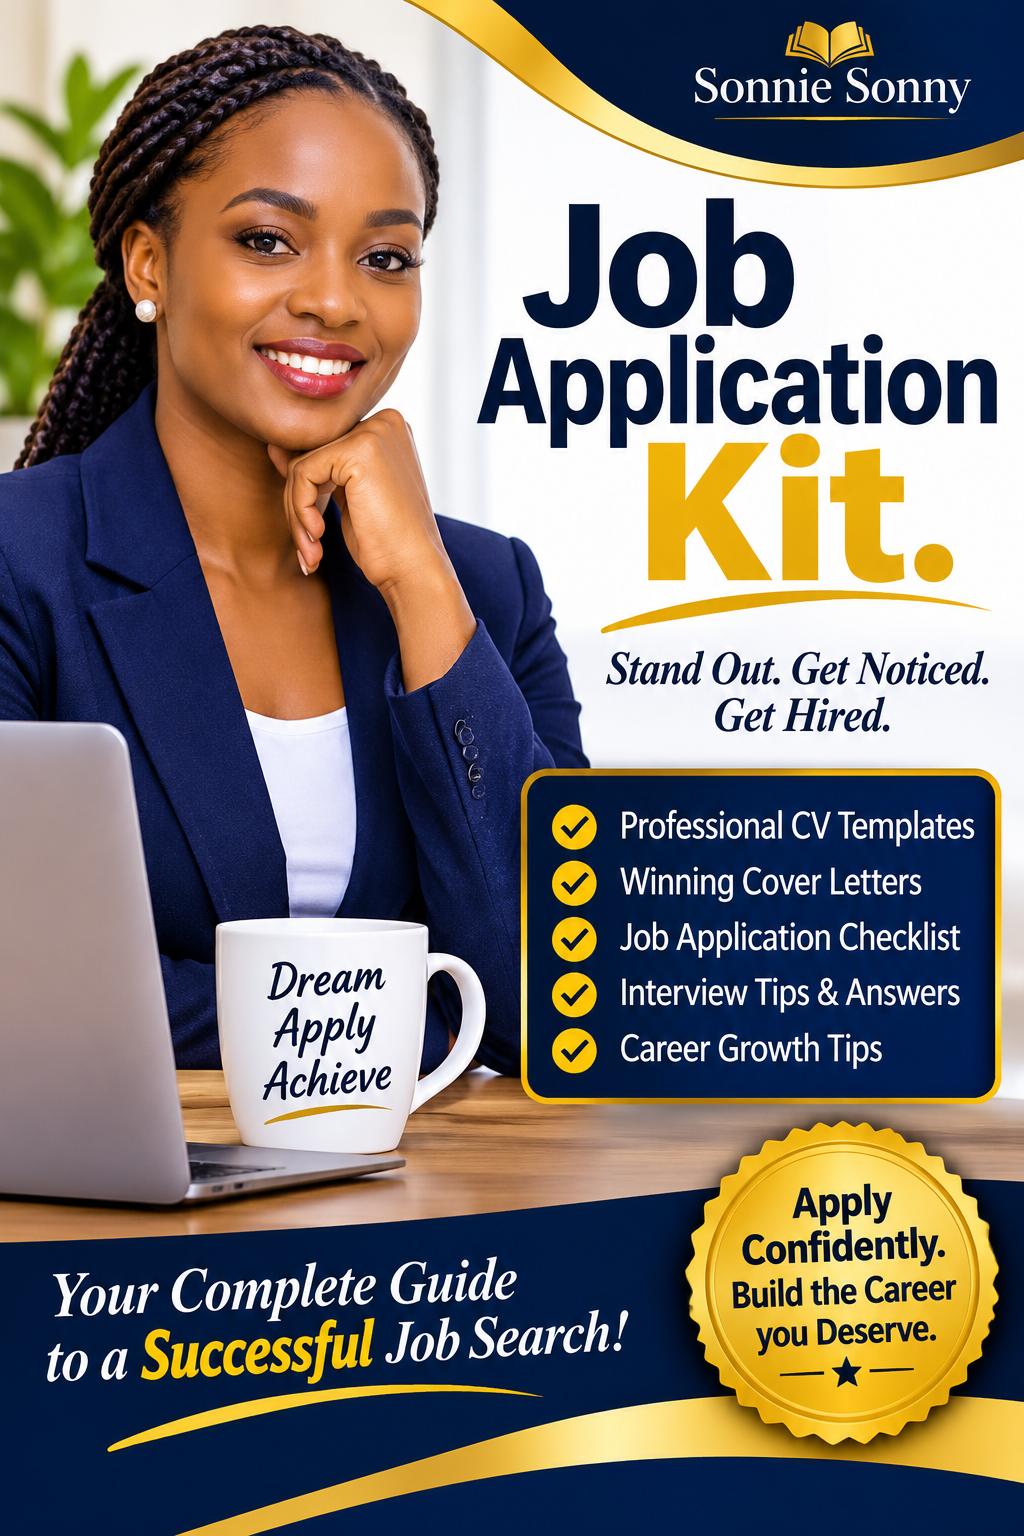 Sonnie Sonny
Job
Application
Kit.
Stand Out. Get Noticed.
Get Hired.
Professional CV Templates
Winning Cover Letters
Job Application Checklist
Interview Tips & Answers
Career Growth Tips
Dream
Apply
Achieve
Apply
Confidently.
Build the Career
you Deserve.
Your Complete Guide
to a Successful Job Search!